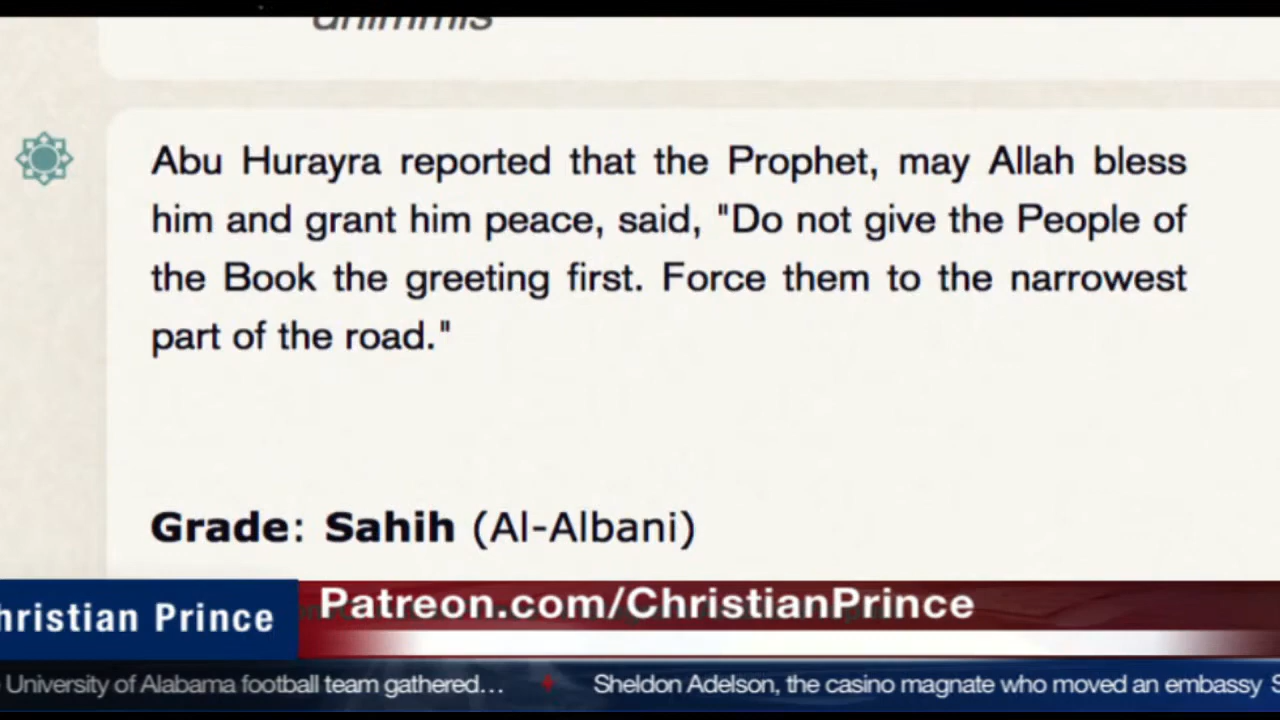 dhimmis
Abu Hurayra reported that the Prophet, may Allah bless
him and grant him peace, said, "Do not give the People of
the Book the greeting first. Force them to the narrowest
part of the road."
Grade: Sahih (Al-Albani)
hristian Prince
Patreon.com/ChristianPrince
University of Alabama football team gathered... Sheldon Adelson, the casino magnate who moved an embassy S